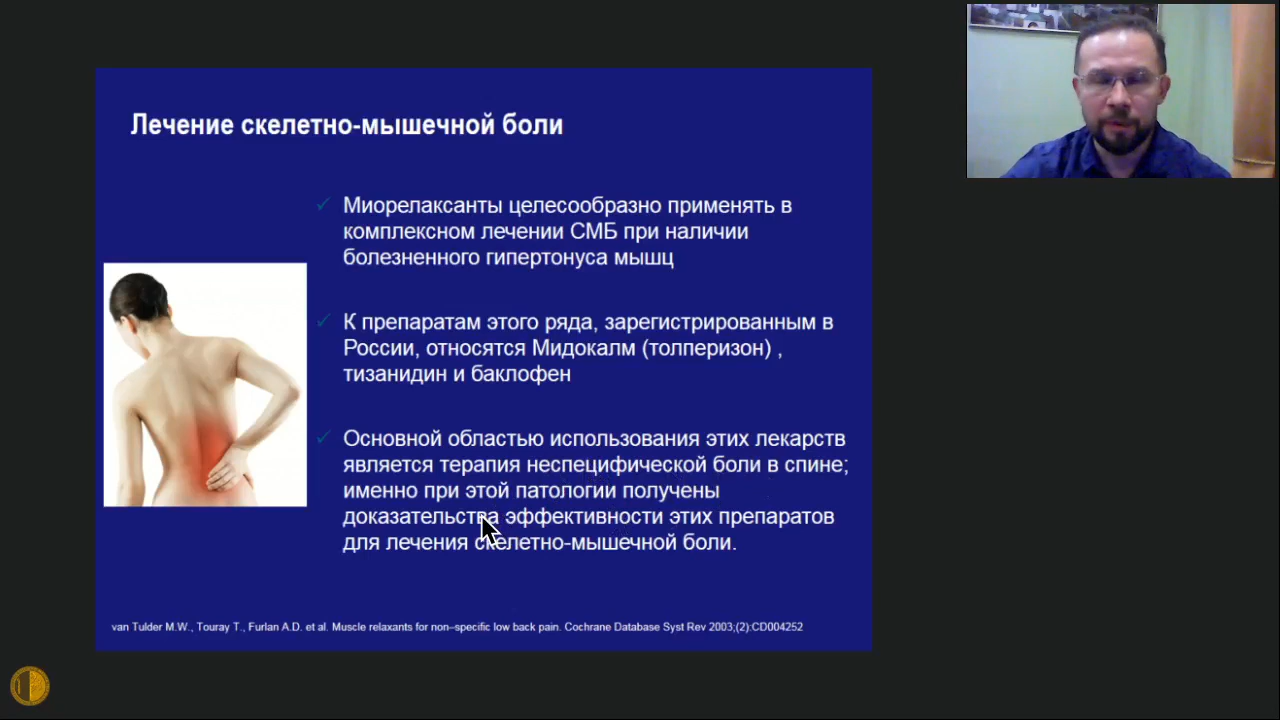 Лечение скелетно-мышечной боли
Миорелаксанты целесообразно применять в
комплексном лечении СМБ при наличии
болезненного гипертонуса мышц
К препаратам этого ряда, зарегистрированным в
России, относятся Мидокалм (толперизон) ,
тизанидин и баклофен
Основной областью использования этих лекарств
является терапия неспецифической боли в спине;
именно при этой патологии получены
доказательства эффективности этих препаратов
для лечения скелетно-мышечной боли.
van Tulder M.W., Touray T., Furlan A.D. et al. Muscle relaxants for non–specific low back pain. Cochrane Database Syst Rev 2003;(2):CD004252